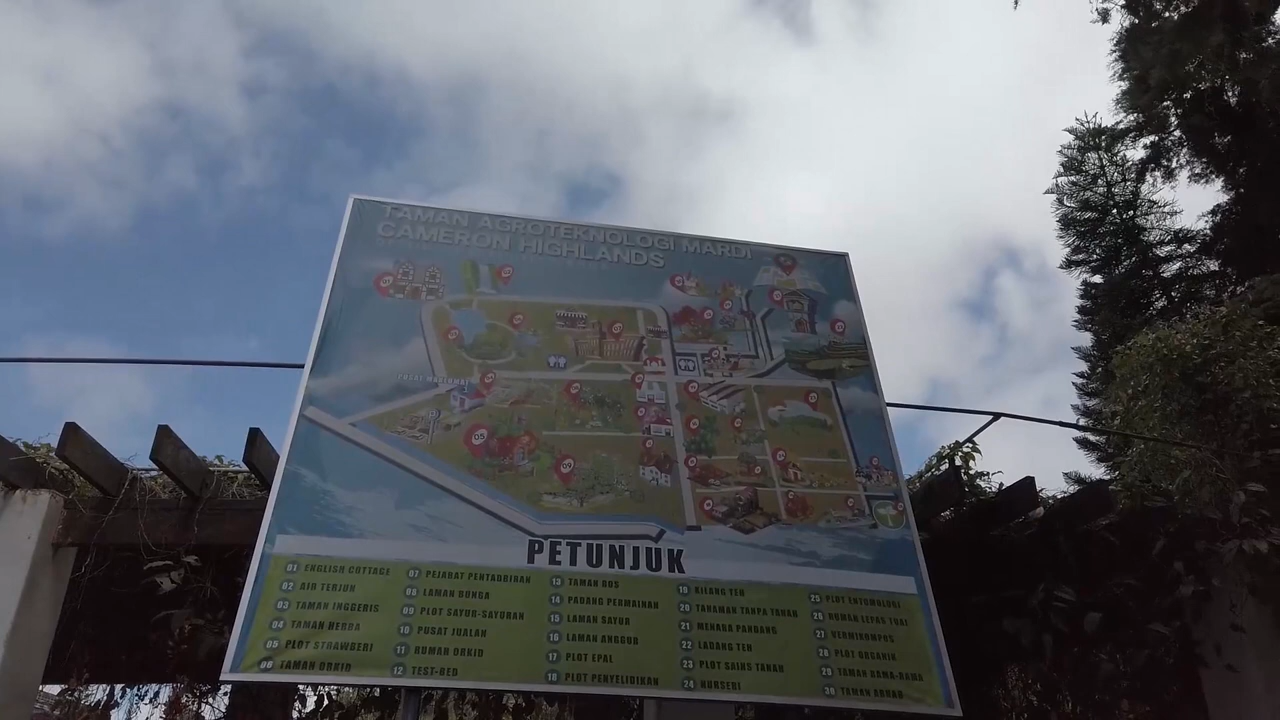 TAMAN AGROTEKNOLOGI MARDI
CAMERON HIGHLANDS
05
09
PETUNJUK
01 ENGLISH COTTAGE
02 AIR TERJUN
03 TAMAN INGGERIS
04 TAMAN HERBA
05 PLOT STRAWBERI
06 TAMAN ORKID
07 PEJABAT PENTADBIRAN
08 LAMAN BUNGA
09 PLOT SAYUR-SAYURAN
10 PUSAT JUALAN
11 RUMAH ORKID
12 TEST-BED
13 TAMAN ROS
14 PADANG PERMAINAN
15 LAMAN SAYUR
16 LAMAN ANGGUR
17 PLOT EPAL
18 PLOT PENYELIDIKAN
19 KILANG TEH
20 TANAMAN TANPA TANAH
21 MENARA PANDANG
22 LADANG TEH
23 PLOT SAINS TANAH
24 NURSERI
25 PLOT ENTOMOLOGI
26 RUMAH LEPAS TUAI
27 VERMIKOMPOS
28 PLOT ORGANIK
29 TAMAN RAMA-RAMA
30